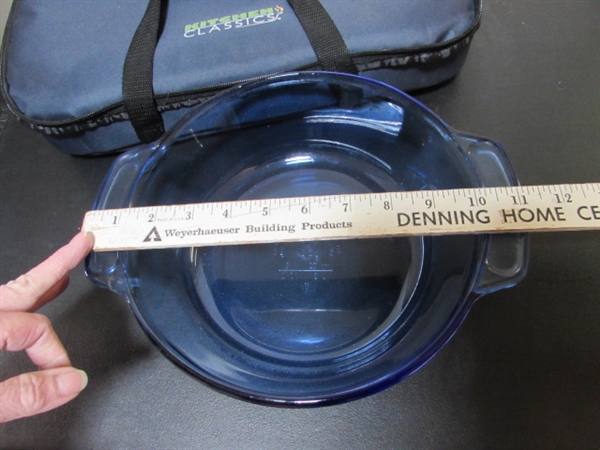 KITCHEN
CLASSICS
1 2 3 4 5 6 7 8 9 10 11 12
Weyerhaeuser Building Products
DENNING HOME CE